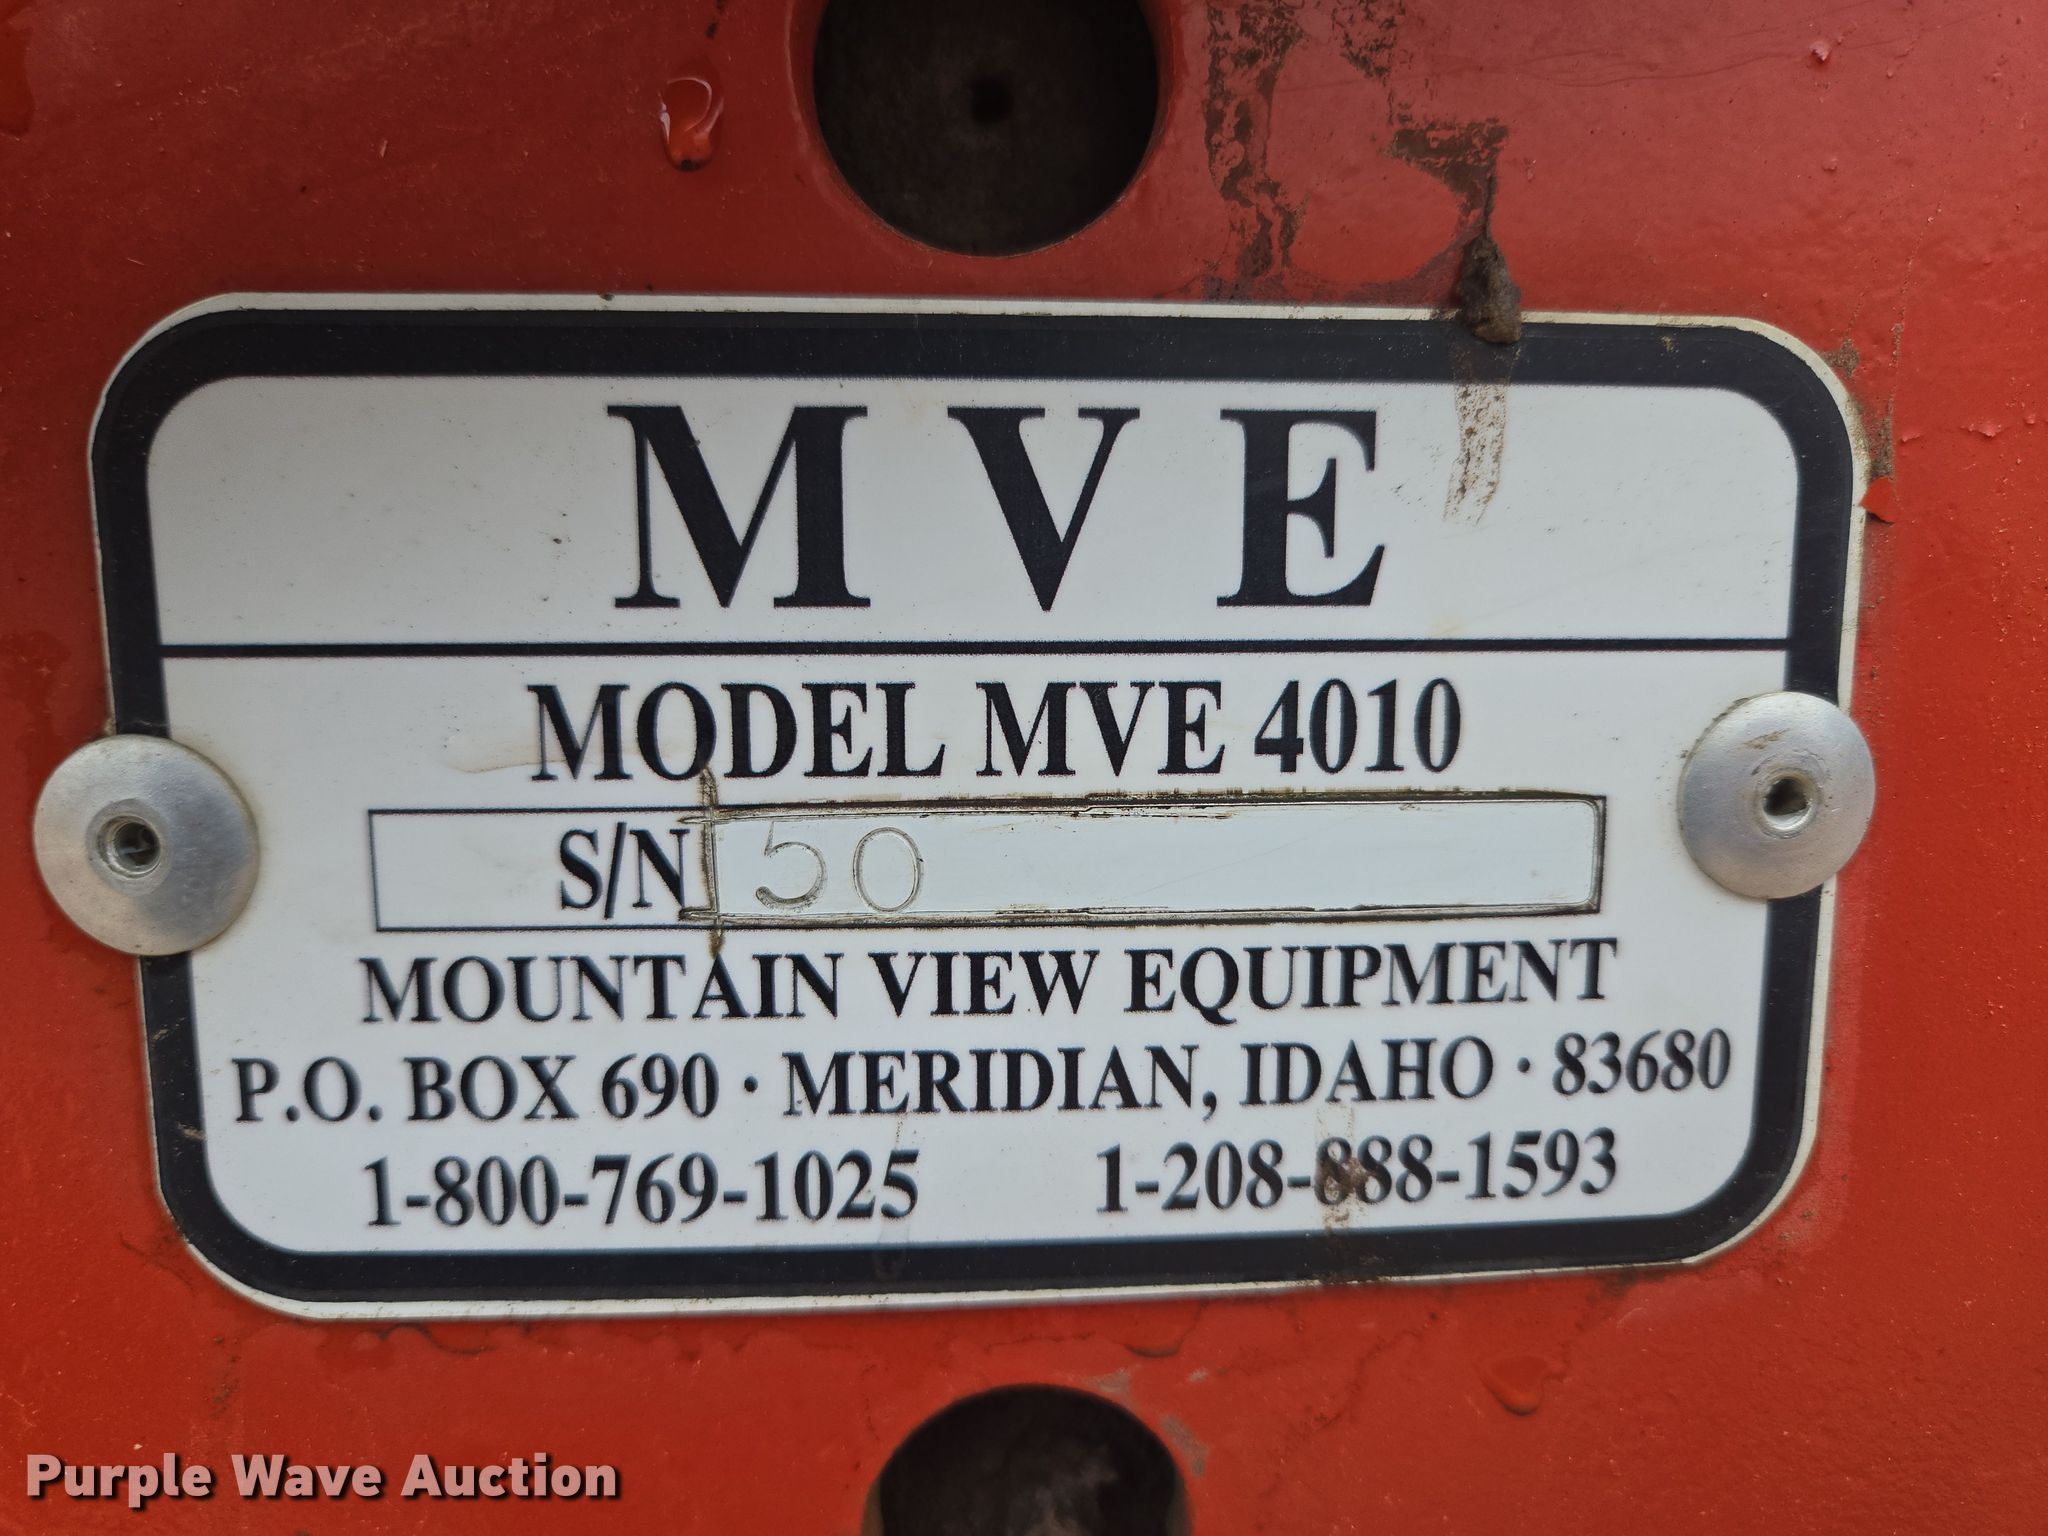 M V E
MODEL MVE 4010
S/N 50
MOUNTAIN VIEW EQUIPMENT
P.O. BOX 690 · MERIDIAN, IDAHO · 83680
1-800-769-1025 1-208-888-1593
Purple Wave Auction